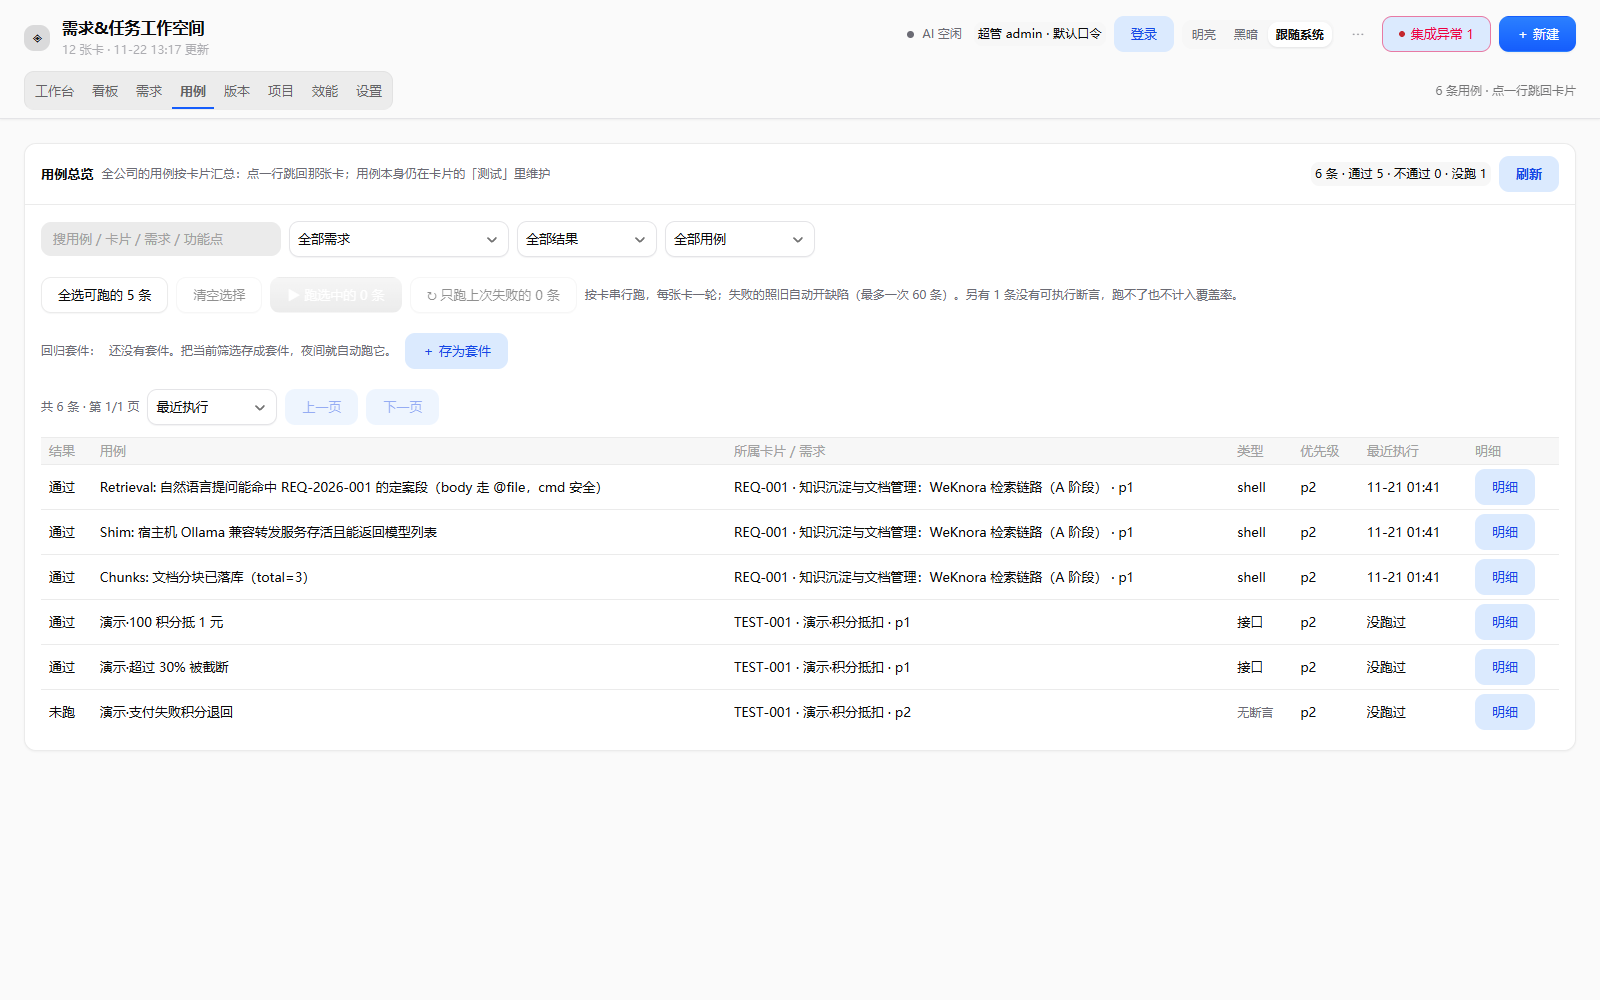 需求&任务工作空间
12 张卡 · 11-22 13:17 更新
AI 空闲 超管 admin · 默认口令 登录 明亮 黑暗 跟随系统 ··· 集成异常 1 + 新建
工作台 看板 需求 用例 版本 项目 效能 设置
6 条用例 · 点一行跳回卡片
用例总览 全公司的用例按卡片汇总：点一行跳回那张卡；用例本身仍在卡片的「测试」里维护
6 条 · 通过 5 · 不通过 0 · 没跑 1 刷新
搜用例 / 卡片 / 需求 / 功能点 全部需求 全部结果 全部用例
全选可跑的 5 条 清空选择 ▶ 跑选中的 0 条 ↻ 只跑上次失败的 0 条 按卡串行跑，每张卡一轮；失败的照旧自动开缺陷（最多一次 60 条）。另有 1 条没有可执行断言，跑不了也不计入覆盖率。
回归套件： 还没有套件。把当前筛选存成套件，夜间就自动跑它。 + 存为套件
共 6 条 · 第 1/1 页 最近执行 上一页 下一页
结果 用例 所属卡片 / 需求 类型 优先级 最近执行 明细
通过 Retrieval: 自然语言提问能命中 REQ-2026-001 的定案段（body 走 @file，cmd 安全） REQ-001 · 知识沉淀与文档管理：WeKnora 检索链路（A 阶段） · p1 shell p2 11-21 01:41 明细
通过 Shim: 宿主机 Ollama 兼容转发服务存活且能返回模型列表 REQ-001 · 知识沉淀与文档管理：WeKnora 检索链路（A 阶段） · p1 shell p2 11-21 01:41 明细
通过 Chunks: 文档分块已落库（total=3） REQ-001 · 知识沉淀与文档管理：WeKnora 检索链路（A 阶段） · p1 shell p2 11-21 01:41 明细
通过 演示·100 积分抵 1 元 TEST-001 · 演示·积分抵扣 · p1 接口 p2 没跑过 明细
通过 演示·超过 30% 被截断 TEST-001 · 演示·积分抵扣 · p1 接口 p2 没跑过 明细
未跑 演示·支付失败积分退回 TEST-001 · 演示·积分抵扣 · p2 无断言 p2 没跑过 明细